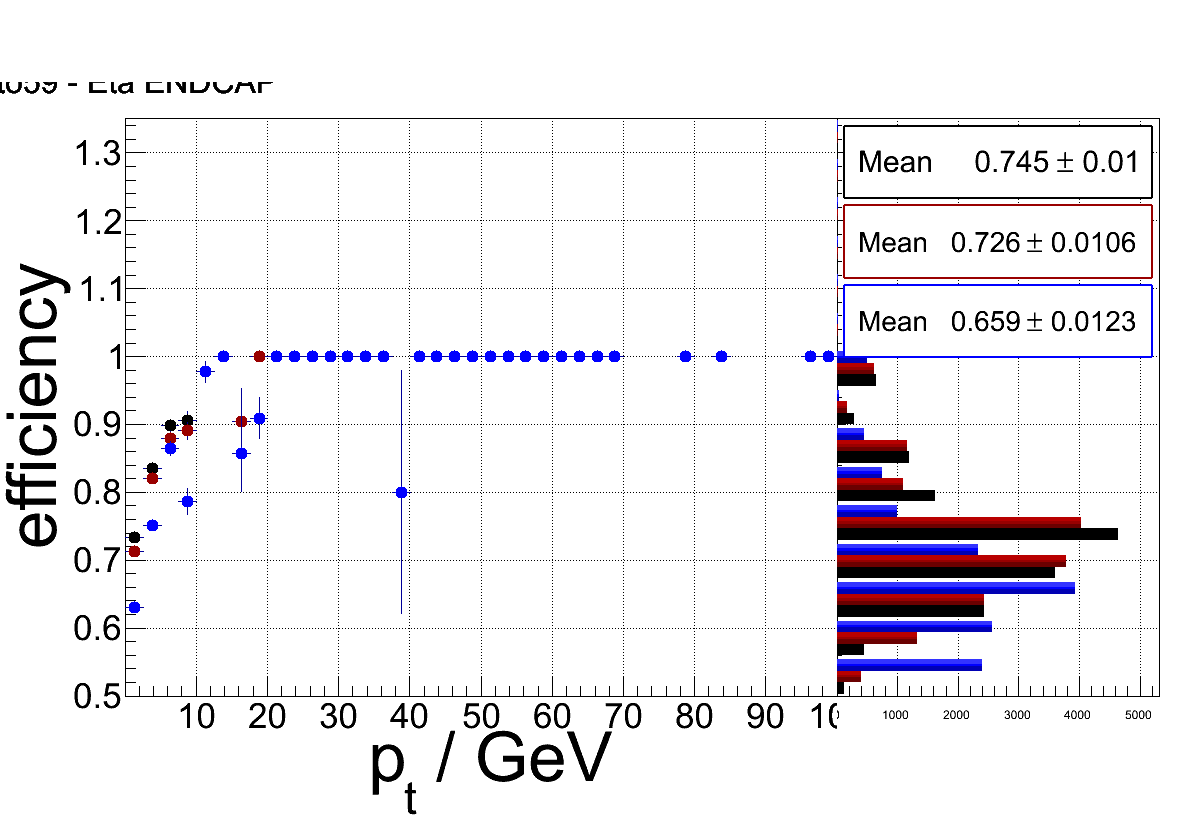 - Eta ENDCAP
1.3
1.2
1.1
1
0.9
0.8
0.7
0.6
0.5
efficiency
10 20 30 40 50 60 70 80 90
p_t / GeV
Mean 0.745 ± 0.01
Mean 0.726 ± 0.0106
Mean 0.659 ± 0.0123
1000 2000 3000 4000 5000